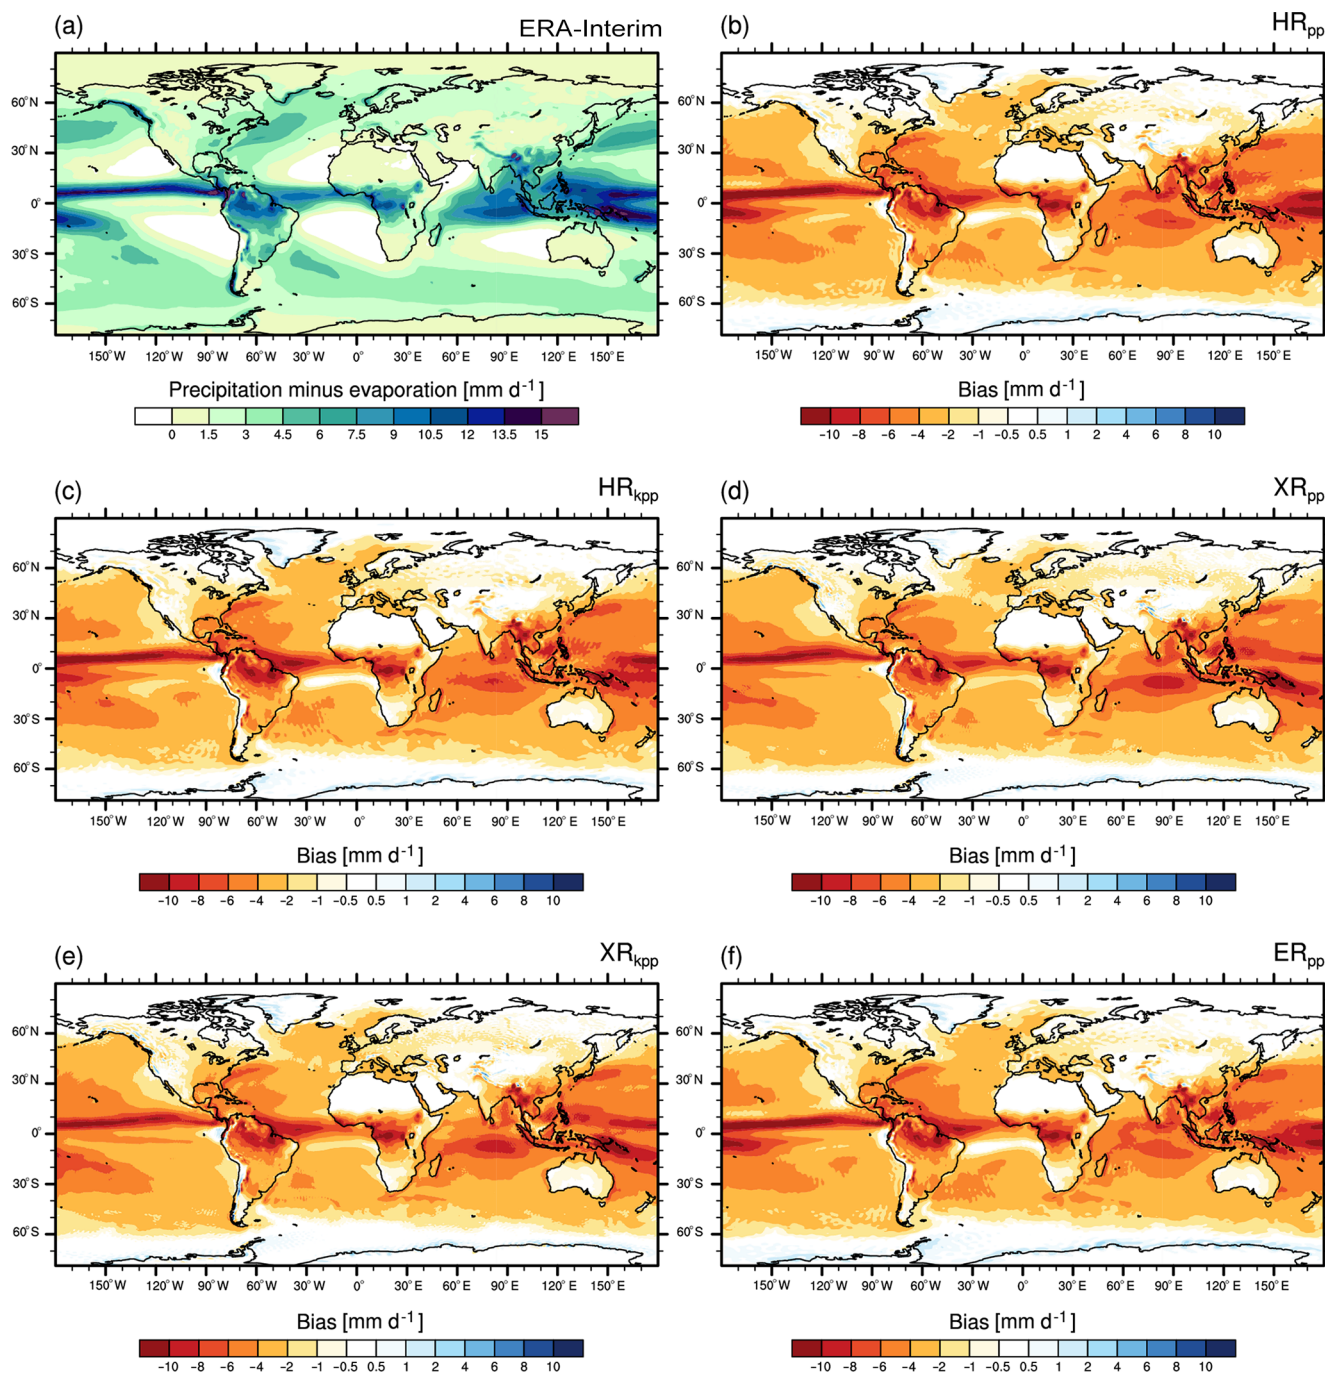 (a) ERA-Interim
60°N
30°N
0°
30°S
60°S
150°W 120°W 90°W 60°W 30°W 0° 30°E 60°E 90°E 120°E 150°E
Precipitation minus evaporation [mm d⁻¹]
0 1.5 3 4.5 6 7.5 9 10.5 12 13.5 15
(b) HRpp
60°N
30°N
0°
30°S
60°S
150°W 120°W 90°W 60°W 30°W 0° 30°E 60°E 90°E 120°E 150°E
Bias [mm d⁻¹]
−10 −8 −6 −4 −2 −1 −0.5 0.5 1 2 4 6 8 10
(c) HRkpp
60°N
30°N
0°
30°S
60°S
150°W 120°W 90°W 60°W 30°W 0° 30°E 60°E 90°E 120°E 150°E
Bias [mm d⁻¹]
−10 −8 −6 −4 −2 −1 −0.5 0.5 1 2 4 6 8 10
(d) XRpp
60°N
30°N
0°
30°S
60°S
150°W 120°W 90°W 60°W 30°W 0° 30°E 60°E 90°E 120°E 150°E
Bias [mm d⁻¹]
−10 −8 −6 −4 −2 −1 −0.5 0.5 1 2 4 6 8 10
(e) XRkpp
60°N
30°N
0°
30°S
60°S
150°W 120°W 90°W 60°W 30°W 0° 30°E 60°E 90°E 120°E 150°E
Bias [mm d⁻¹]
−10 −8 −6 −4 −2 −1 −0.5 0.5 1 2 4 6 8 10
(f) ERpp
60°N
30°N
0°
30°S
60°S
150°W 120°W 90°W 60°W 30°W 0° 30°E 60°E 90°E 120°E 150°E
Bias [mm d⁻¹]
−10 −8 −6 −4 −2 −1 −0.5 0.5 1 2 4 6 8 10